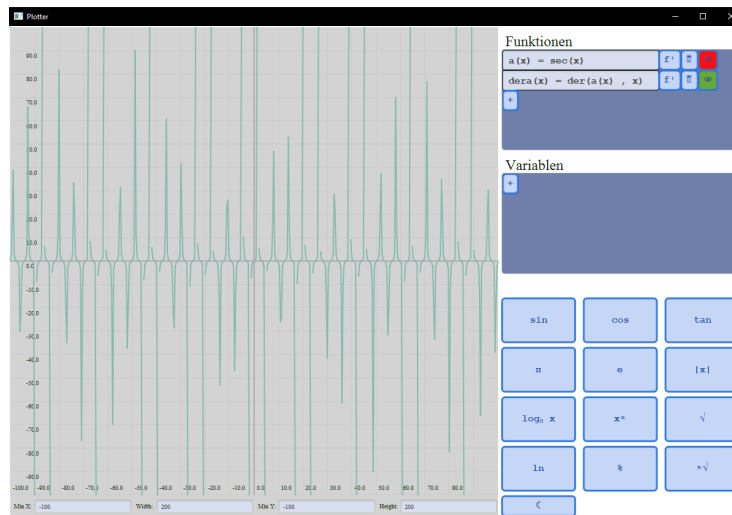 Plotter
Funktionen
a(x) = sec(x)
f'
dera(x) = der(a(x) , x)
f'
+
Variablen
+
90.0
80.0
70.0
60.0
50.0
40.0
30.0
20.0
10.0
0.0
-10.0
-20.0
-30.0
-40.0
-50.0
-60.0
-70.0
-80.0
-90.0
-100.0 -90.0 -80.0 -70.0 -60.0 -50.0 -40.0 -30.0 -20.0 -10.0 0.0 10.0 20.0 30.0 40.0 50.0 60.0 70.0 80.0
Min X: -100 Width: 200 Min Y: -100 Height: 200
sin cos tan
π e |x|
logₙ x xⁿ √
ln % ⁿ√
☾